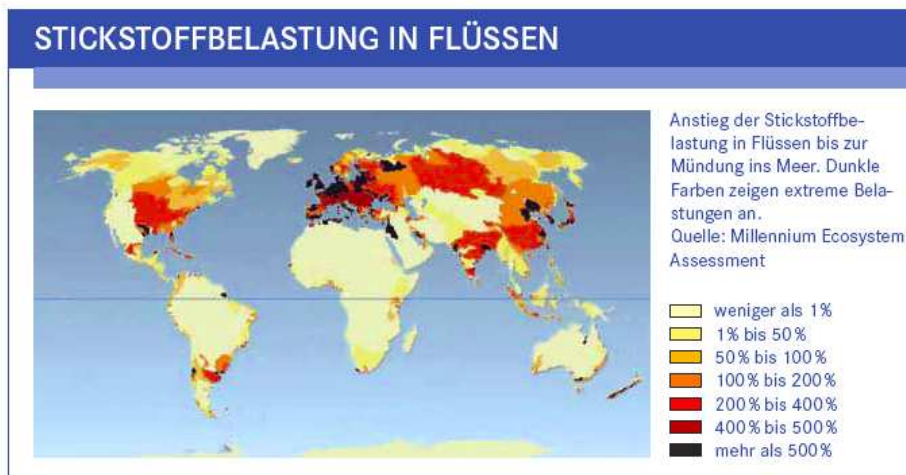 STICKSTOFFBELASTUNG IN FLÜSSEN
Anstieg der Stickstoffbe-
lastung in Flüssen bis zur
Mündung ins Meer. Dunkle
Farben zeigen extreme Bela-
stungen an.
Quelle: Millennium Ecosystem
Assessment
weniger als 1%
1% bis 50%
50% bis 100%
100% bis 200%
200% bis 400%
400% bis 500%
mehr als 500%